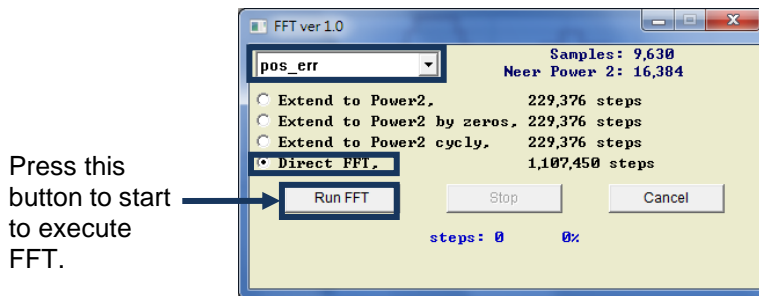 FFT ver 1.0
pos_err
Samples: 9,630
Neer Power 2: 16,384
Extend to Power2, 229,376 steps
Extend to Power2 by zeros, 229,376 steps
Extend to Power2 cycly, 229,376 steps
Direct FFT, 1,107,450 steps
Press this
button to start
to execute
FFT.
Run FFT
Stop
Cancel
steps: 0 0%